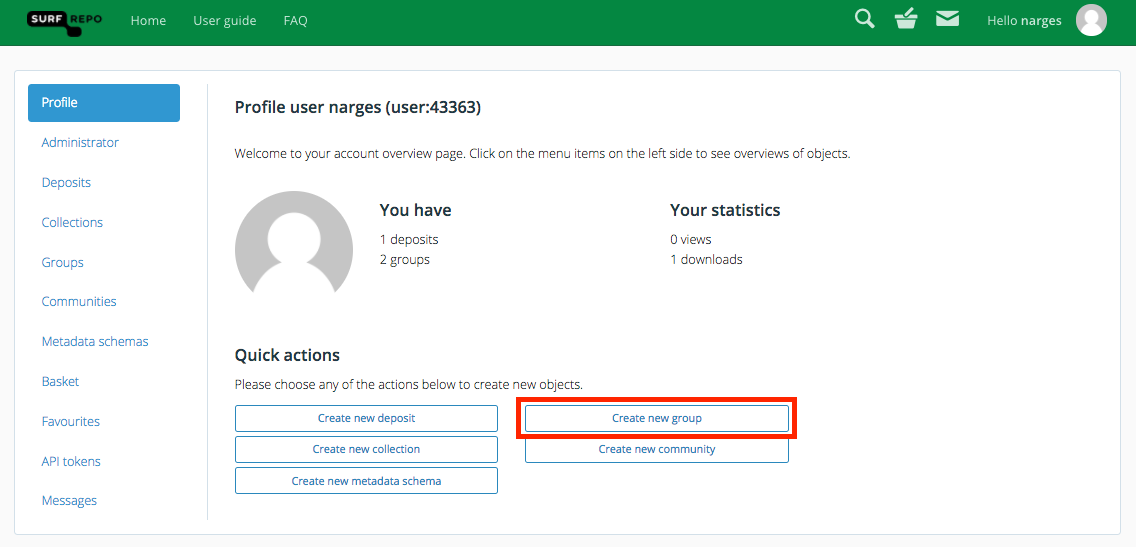 SURF REPO
Home User guide FAQ
Hello narges
Profile
Administrator
Deposits
Collections
Groups
Communities
Metadata schemas
Basket
Favourites
API tokens
Messages
Profile user narges (user:43363)
Welcome to your account overview page. Click on the menu items on the left side to see overviews of objects.
You have
1 deposits
2 groups
Your statistics
0 views
1 downloads
Quick actions
Please choose any of the actions below to create new objects.
Create new deposit
Create new group
Create new collection
Create new community
Create new metadata schema